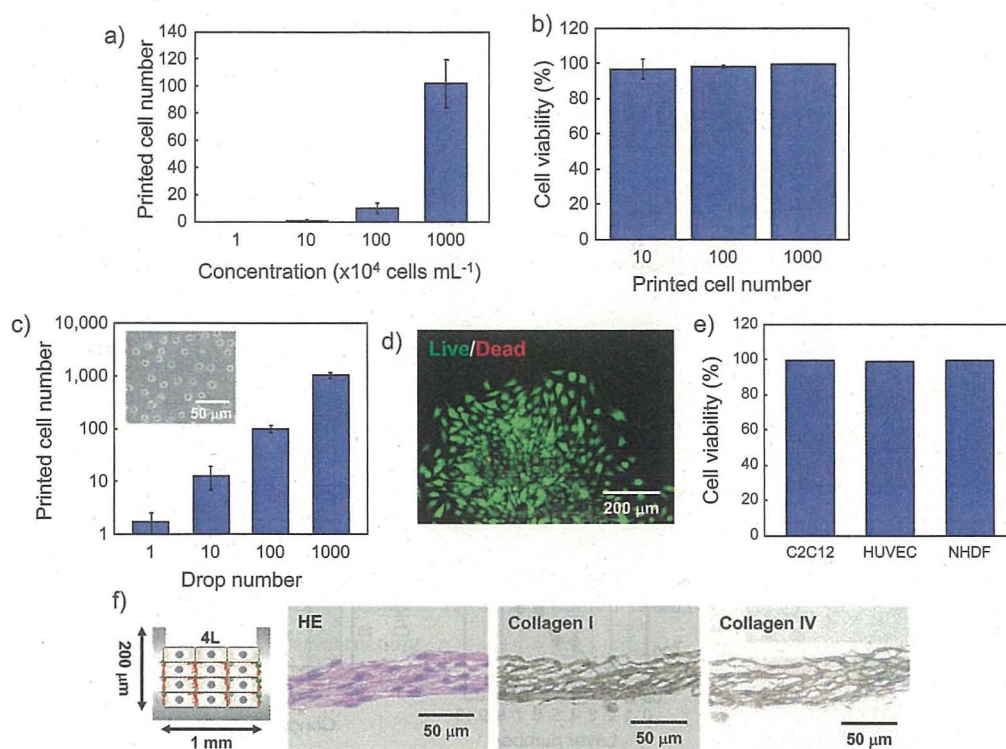 a)
Printed cell number
140
120
100
80
60
40
20
0
1 10 100 1000
Concentration (x10⁴ cells mL⁻¹)
b)
Cell viability (%)
120
100
80
60
40
20
0
10 100 1000
Printed cell number
c)
Printed cell number
10,000
1,000
100
10
1
50 μm
1 10 100 1000
Drop number
d)
Live/Dead
200 μm
e)
Cell viability (%)
120
100
80
60
40
20
0
C2C12 HUVEC NHDF
f)
200 μm
4L
1 mm
HE
50 μm
Collagen I
50 μm
Collagen IV
50 μm